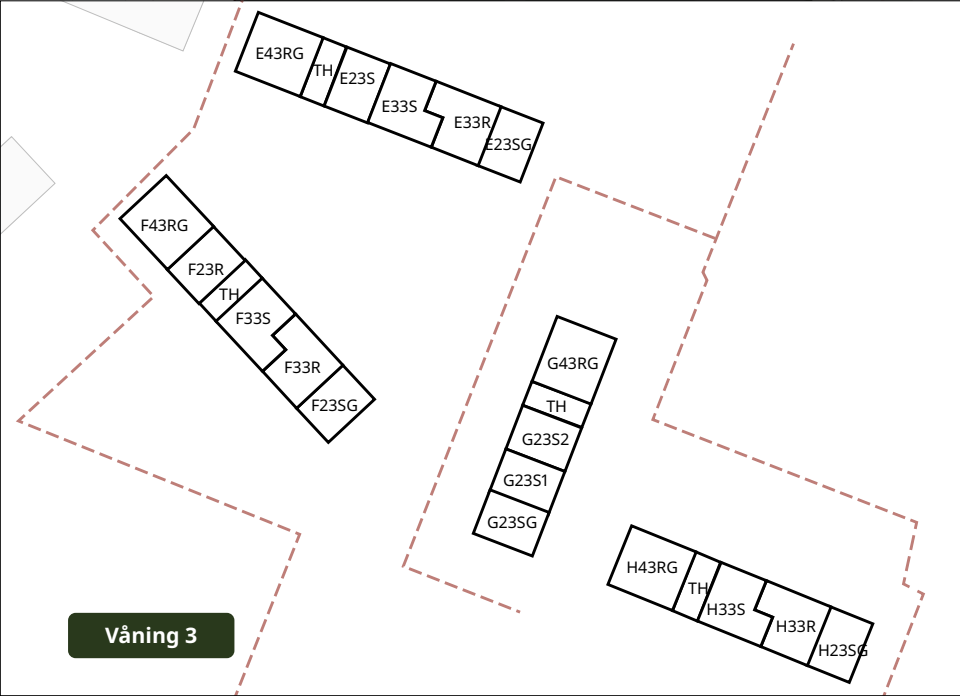 E43RG
TH
E23S
E33S
E33R
E23SG
F43RG
F23R
TH
F33S
F33R
F23SG
G43RG
TH
G23S2
G23S1
G23SG
H43RG
TH
H33S
H33R
H23SG
Våning 3